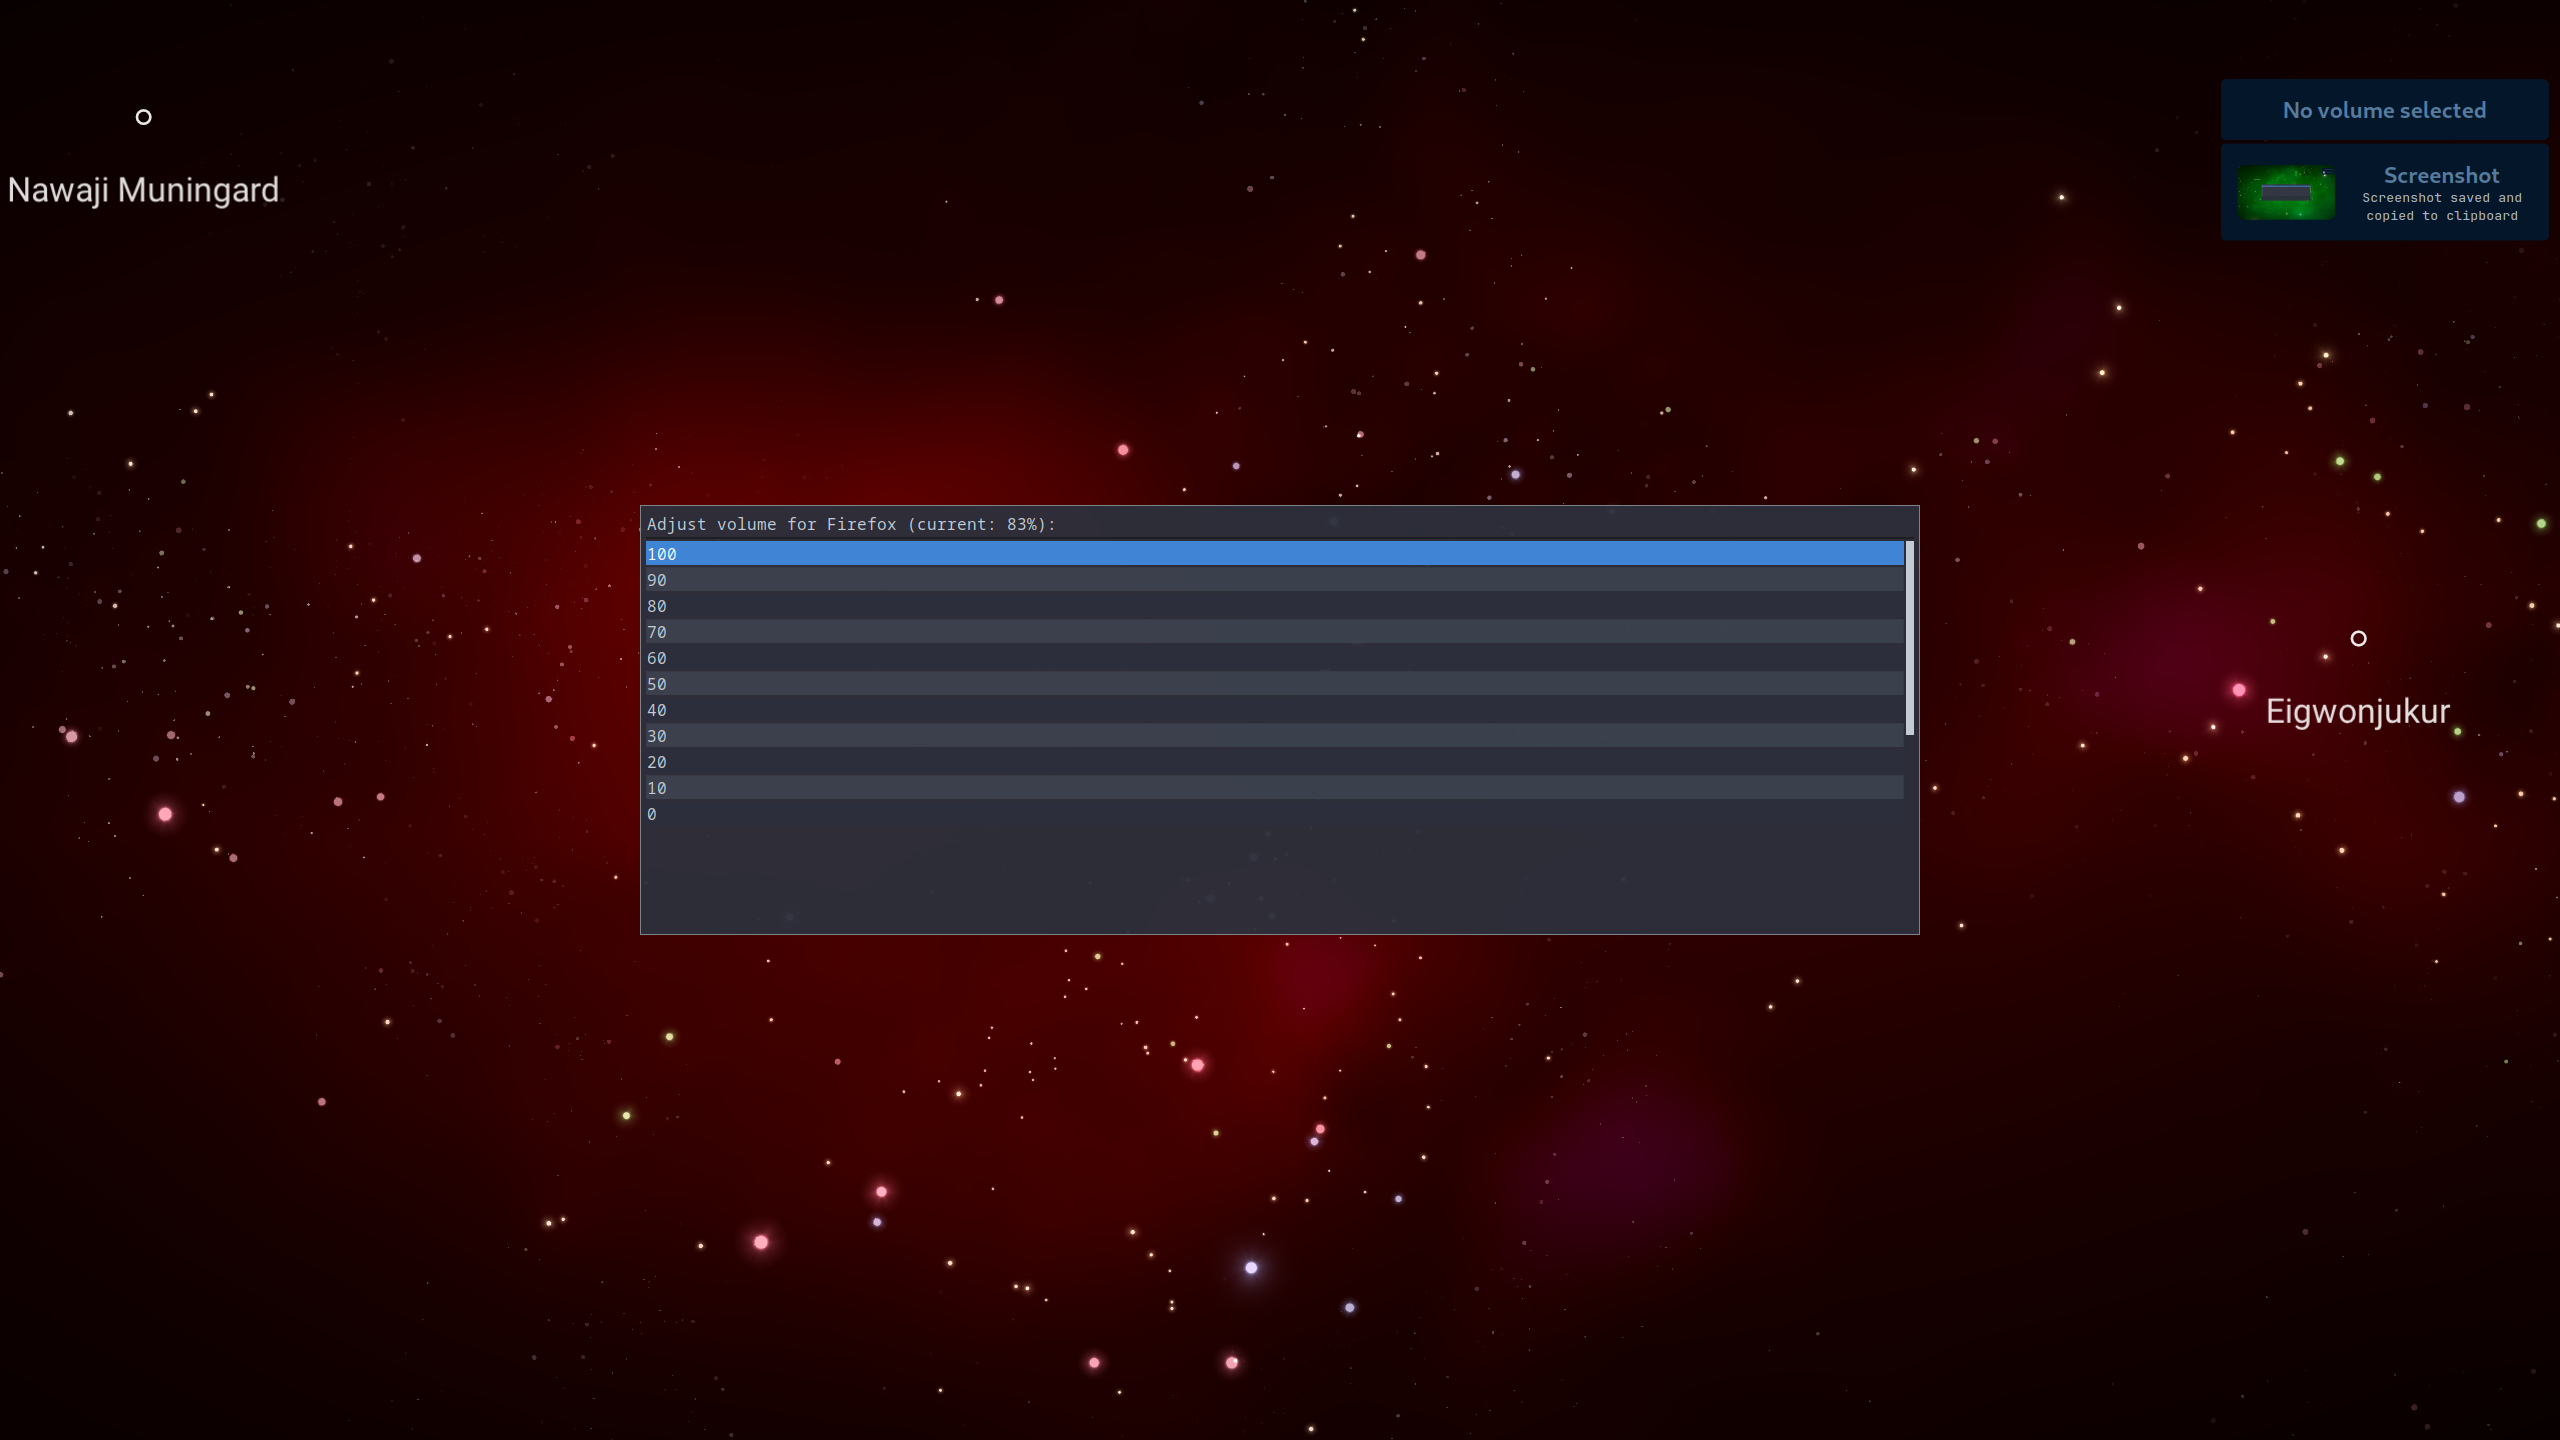 No volume selected
Nawaji Muningard
Screenshot
Screenshot saved and
copied to clipboard
Adjust volume for Firefox (current: 83%):
100
90
80
70
60
50
40
30
20
10
0
Eigwonjukur